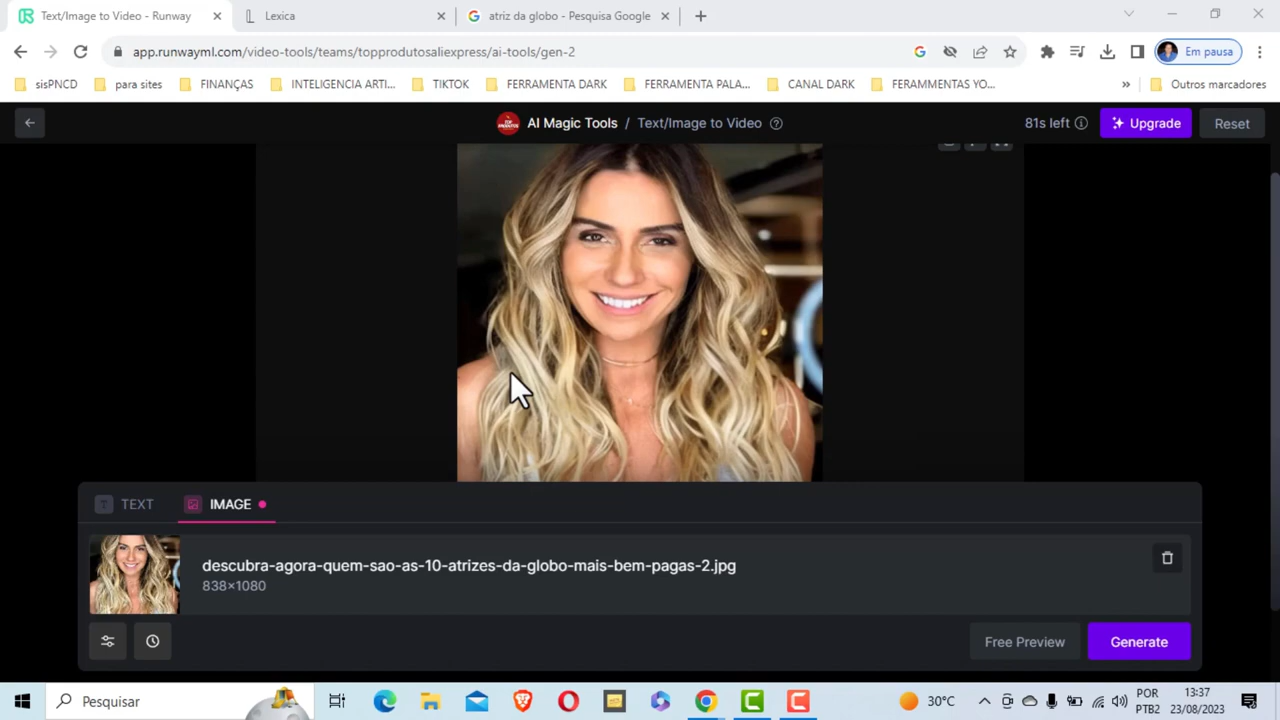 Text/Image to Video - Runway
Lexica
atriz da globo - Pesquisa Google
app.runwayml.com/video-tools/teams/topprodutosaliexpress/ai-tools/gen-2
Em pausa
sisPNCD
para sites
FINANÇAS
INTELIGENCIA ARTI...
TIKTOK
FERRAMENTA DARK
FERRAMENTA PALA...
CANAL DARK
FERAMMENTAS YO...
»
Outros marcadores
AI Magic Tools / Text/Image to Video
81s left
Upgrade
Reset
TEXT
IMAGE
descubra-agora-quem-sao-as-10-atrizes-da-globo-mais-bem-pagas-2.jpg
838×1080
Free Preview
Generate
Pesquisar
30°C
POR
PTB2
13:37
23/08/2023